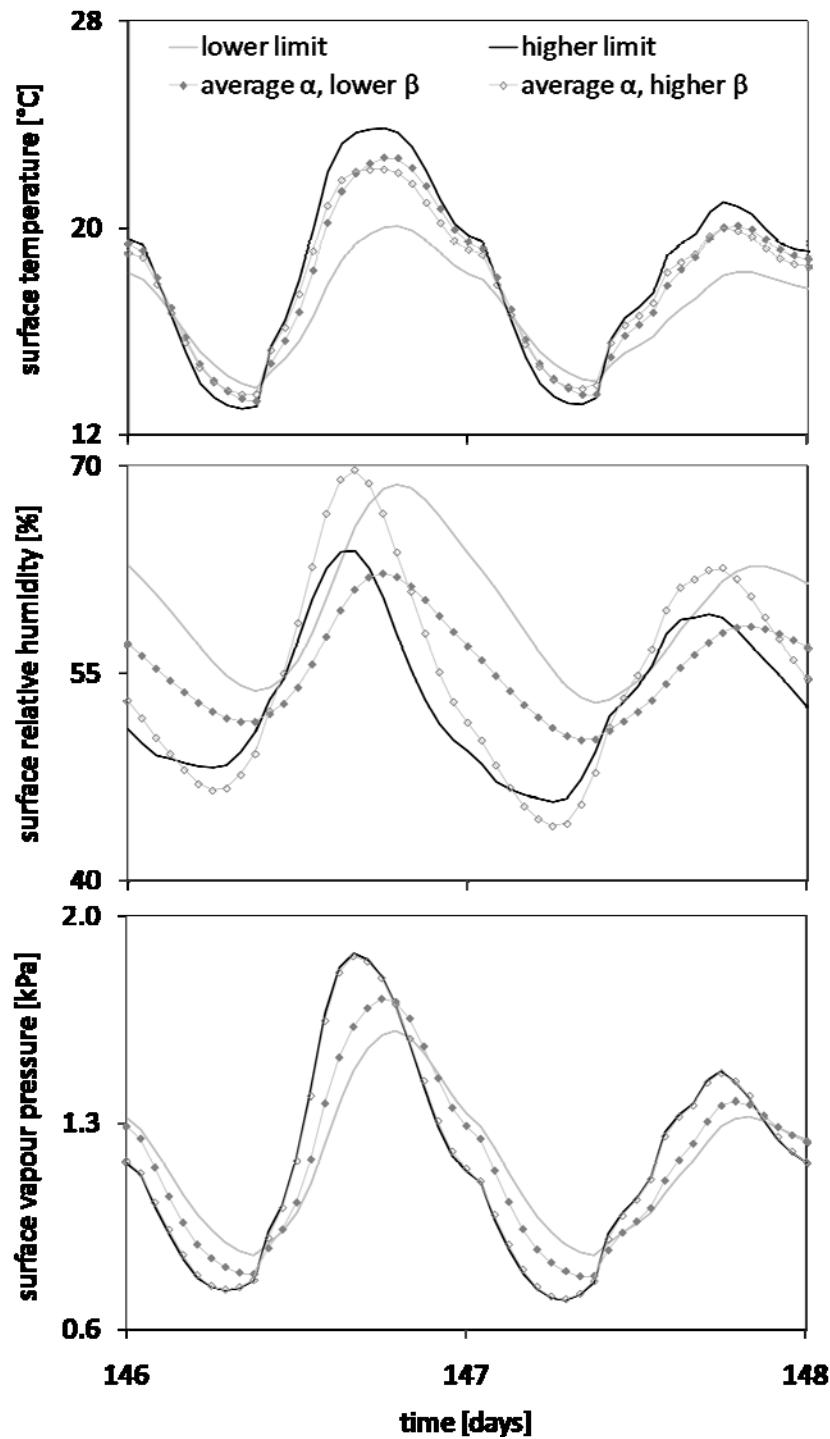 28
lower limit
higher limit
average α, lower β
average α, higher β
surface temperature [°C]
20
12
70
surface relative humidity [%]
55
40
2.0
surface vapour pressure [kPa]
1.3
0.6
146
147
148
time [days]